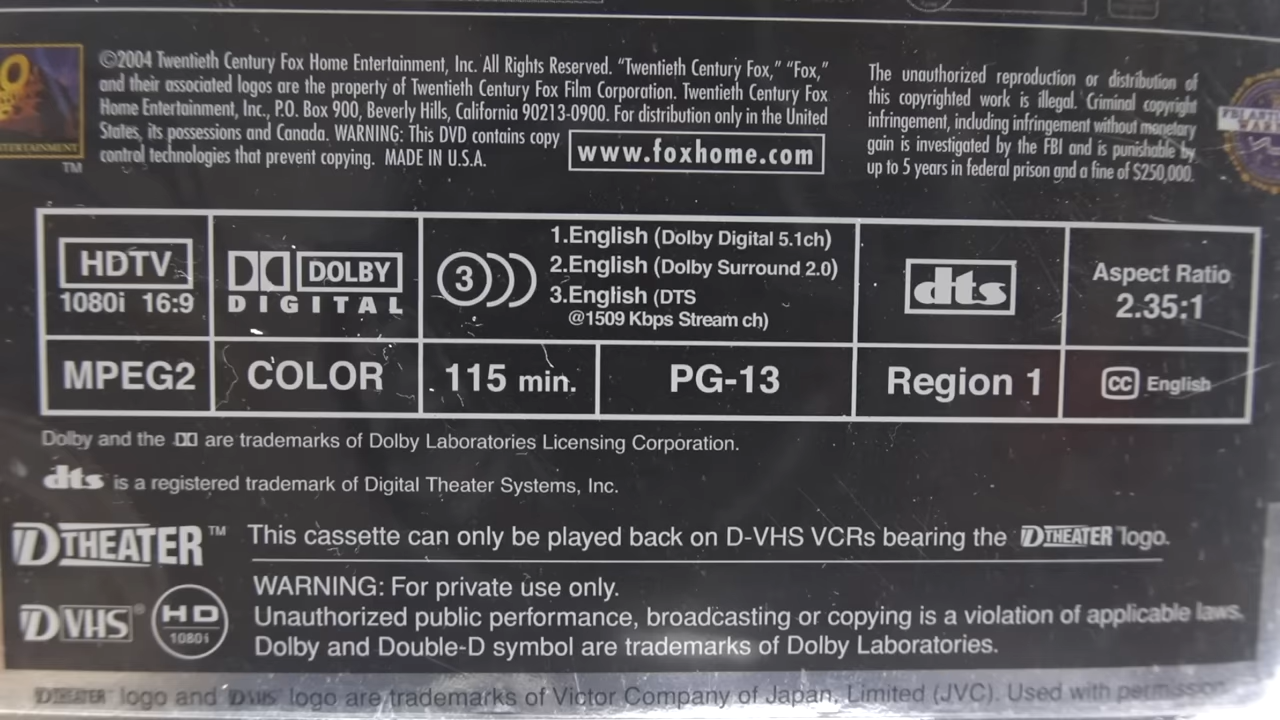 ©2004 Twentieth Century Fox Home Entertainment, Inc. All Rights Reserved. “Twentieth Century Fox,” “Fox,”
and their associated logos are the property of Twentieth Century Fox Film Corporation. Twentieth Century Fox
Home Entertainment, Inc., P.O. Box 900, Beverly Hills, California 90213-0900. For distribution only in the United
States, its possessions and Canada. WARNING: This DVD contains copy
control technologies that prevent copying. MADE IN U.S.A.
www.foxhome.com
TM
The unauthorized reproduction or distribution of
this copyrighted work is illegal. Criminal copyright
infringement, including infringement without monetary
gain is investigated by the FBI and is punishable by
up to 5 years in federal prison and a fine of $250,000.
HDTV
1080i 16:9
DOLBY
DIGITAL
3
1.English (Dolby Digital 5.1ch)
2.English (Dolby Surround 2.0)
3.English (DTS
@1509 Kbps Stream ch)
dts
Aspect Ratio
2.35:1
MPEG2
COLOR
115 min.
PG-13
Region 1
CC English
Dolby and the DD are trademarks of Dolby Laboratories Licensing Corporation.
dts is a registered trademark of Digital Theater Systems, Inc.
D THEATER™ This cassette can only be played back on D-VHS VCRs bearing the D THEATER™ logo.
D VHS® HD
1080i
WARNING: For private use only.
Unauthorized public performance, broadcasting or copying is a violation of applicable laws.
Dolby and Double-D symbol are trademarks of Dolby Laboratories.
D THEATER™ logo and D VHS logo are trademarks of Victor Company of Japan, Limited (JVC). Used with permission